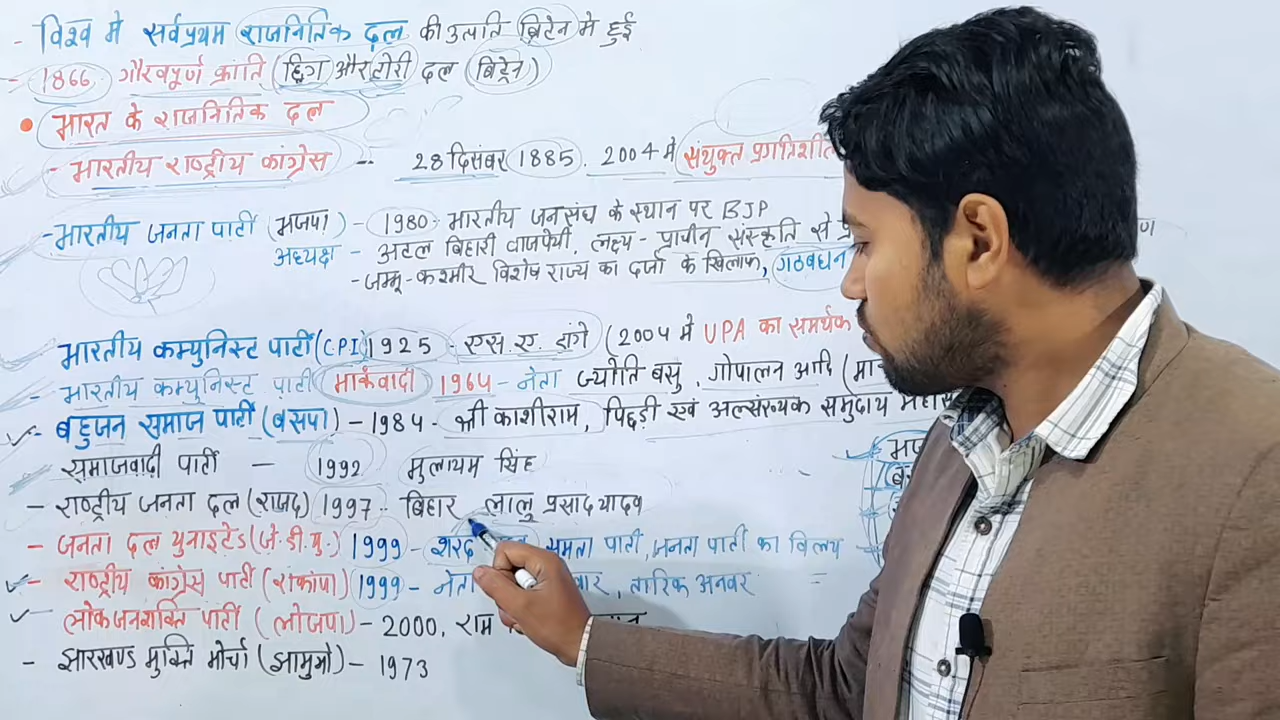 - विश्व मे सर्वप्रथम राजनितिक दल की उत्पति ब्रिटेन मे हुई
- 1866 गौरवपूर्ण क्रांति (ह्विग और टोरी दल (ब्रिटेन)
• भारत के राजनितिक दल
- भारतीय राष्ट्रीय कांग्रेस -- 28 दिसंबर 1885. 2004 मे संयुक्त प्रगतिशील
- भारतीय जनता पार्टी (भजपा) - 1980 - भारतीय जनसंघ के स्थान पर BJP
अध्यक्ष - अटल बिहारी वाजपेयी, लक्ष्य - प्राचीन संस्कृति से
- जम्मू-कश्मीर विशेष राज्य का दर्जा के खिलाफ, गठबंधन
भारतीय कम्युनिस्ट पार्टी (CPI) 1925 - एस.ए. डांगे (2004 मे UPA का समर्थक
- भारतीय कम्युनिस्ट पार्टी मार्कवादी 1964 - नेता ज्योति बसु, गोपालन आदि (
- बहुजन समाज पार्टी (बसपा) - 1984 - श्री काशीराम, पिछड़ी एवं अल्संख्यक समुदाय
समाजवादी पार्टी - 1992 मुलायम सिंह
- राष्ट्रीय जनता दल (राजद) 1997 - बिहार लालू प्रसाद यादव
- जनता दल युनाइटेड (जे.डी.यु.) 1999 - शरद समता पार्टी, जनता पार्टी का विलय
- राष्ट्रीय कांग्रेस पार्टी (रांकांपा) 1999 - नेता तारिक अनवर
लोकजनशक्ति पार्टी (लोजपा) - 2000, राम
- झारखण्ड मुक्ति मोर्चा (झामुमो) - 1973